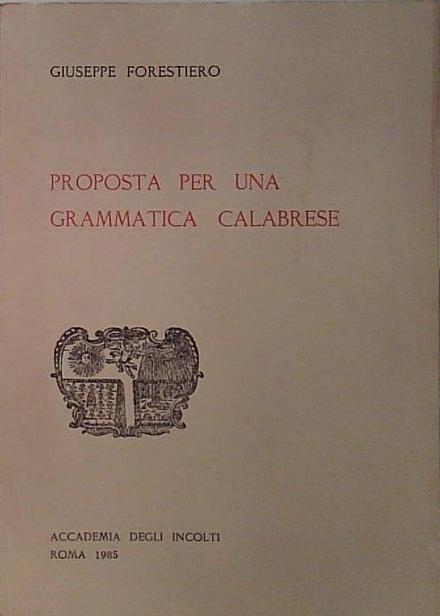 GIUSEPPE FORESTIERO
PROPOSTA PER UNA
GRAMMATICA CALABRESE
ACCADEMIA DEGLI INCOLTI
ROMA 1985